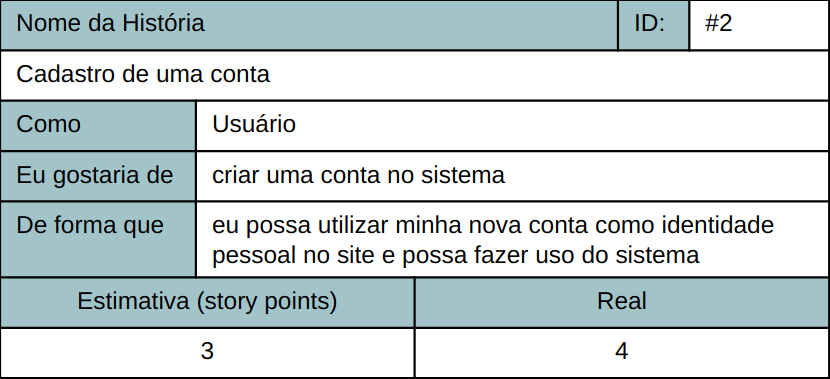 Nome da História ID: #2
Cadastro de uma conta
Como Usuário
Eu gostaria de criar uma conta no sistema
De forma que eu possa utilizar minha nova conta como identidade
pessoal no site e possa fazer uso do sistema
Estimativa (story points) Real
3 4